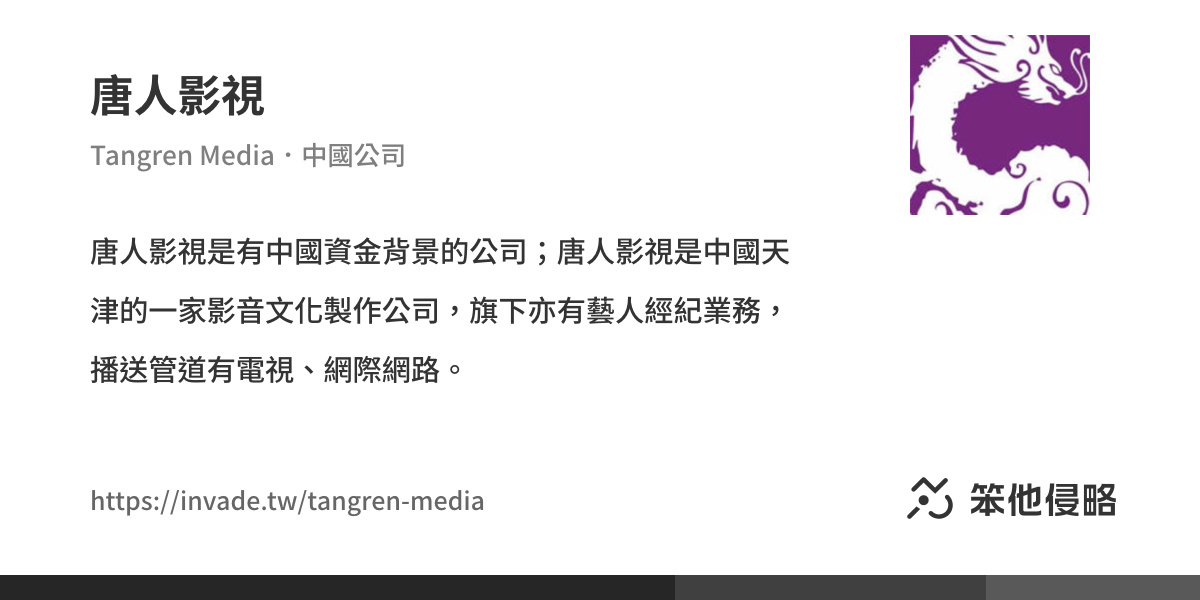 唐人影視
Tangren Media・中國公司
唐人影視是有中國資金背景的公司；唐人影視是中國天
津的一家影音文化製作公司，旗下亦有藝人經紀業務，
播送管道有電視、網際網路。
https://invade.tw/tangren-media
笨他侵略